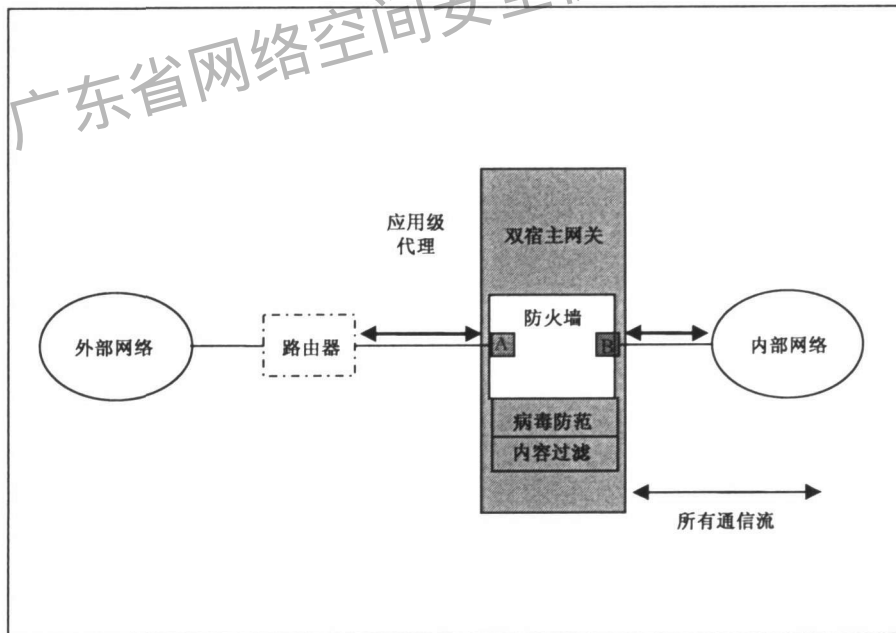 广东省网络空间安全
应用级
代理
双宿主网关
防火墙
外部网络
路由器
A
B
内部网络
病毒防范
内容过滤
所有通信流